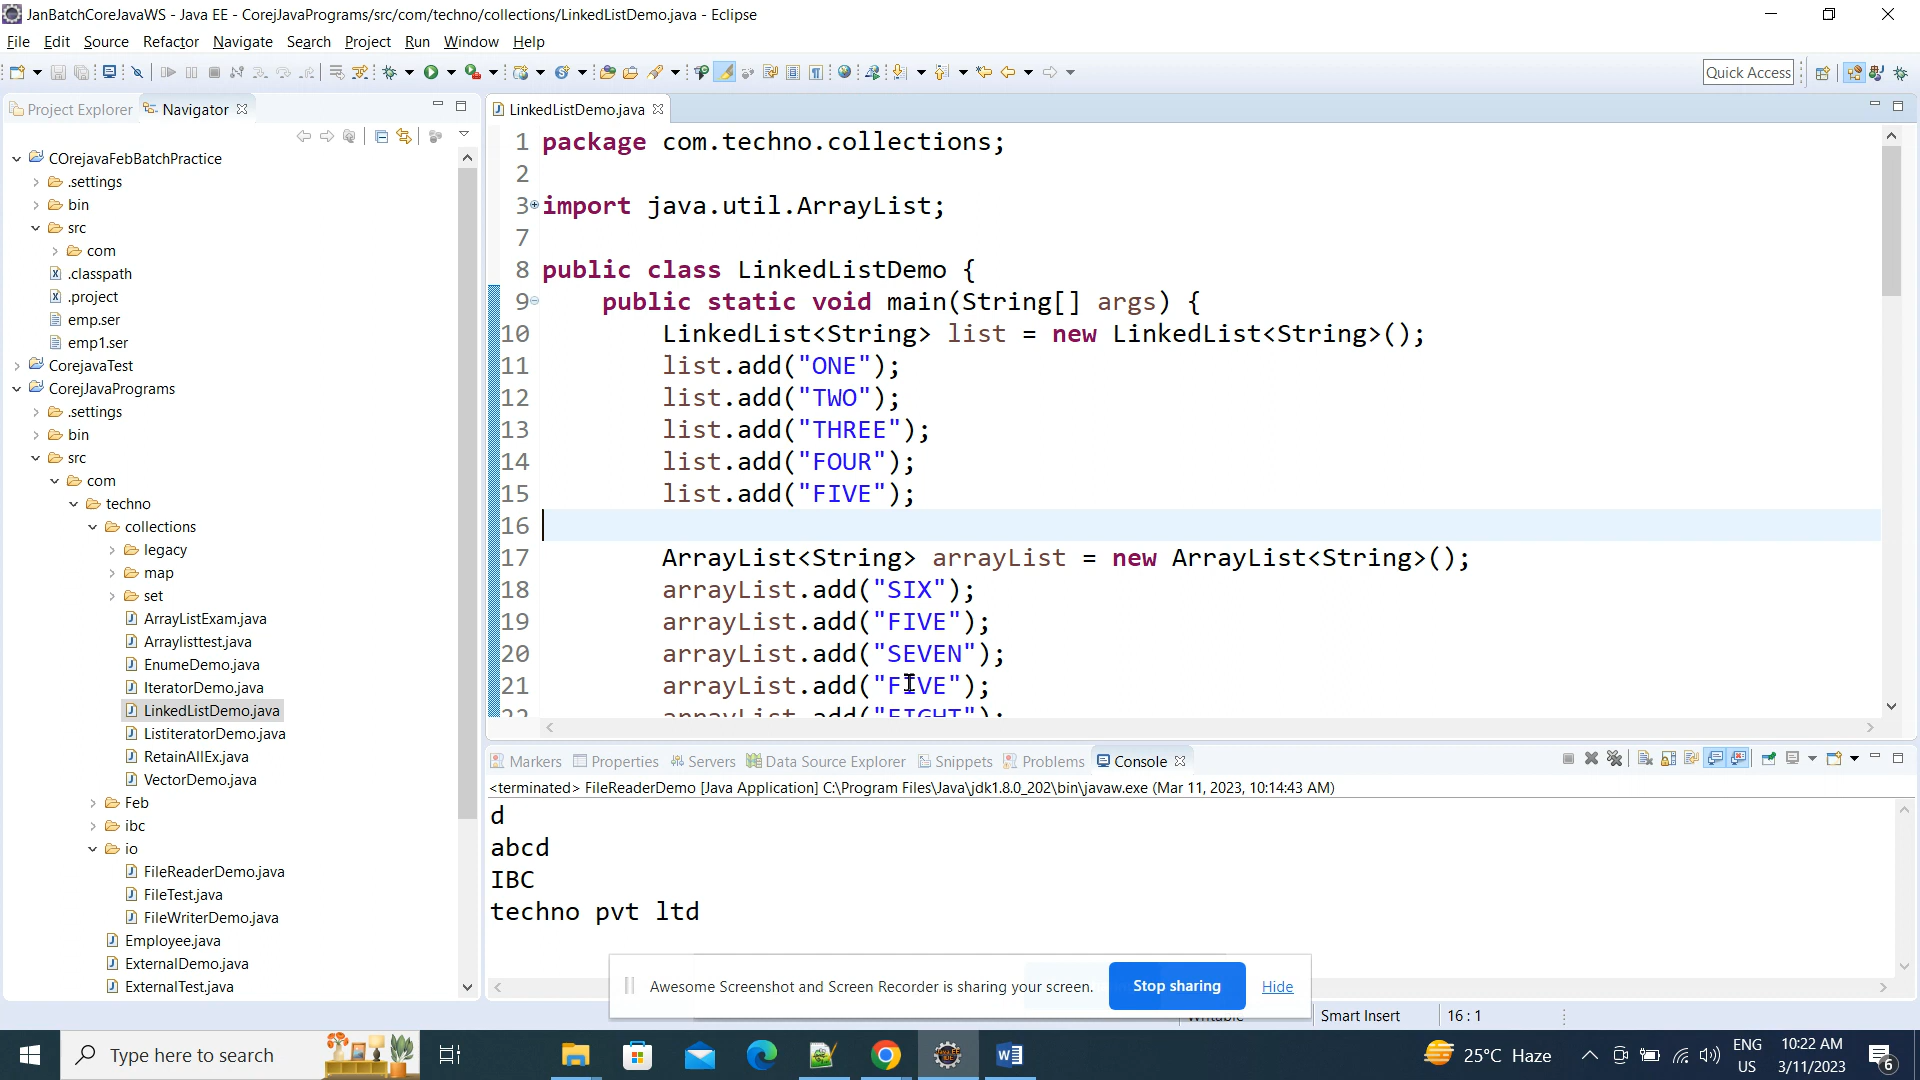 JanBatchCoreJavaWS - Java EE - CorejJavaPrograms/src/com/techno/collections/LinkedListDemo.java - Eclipse
File Edit Source Refactor Navigate Search Project Run Window Help
Quick Access
Project Explorer Navigator
COrejavaFebBatchPractice
.settings
bin
src
com
.classpath
.project
emp.ser
emp1.ser
CorejavaTest
CorejJavaPrograms
.settings
bin
src
com
techno
collections
legacy
map
set
ArrayListExam.java
Arraylisttest.java
EnumeDemo.java
IteratorDemo.java
LinkedListDemo.java
ListiteratorDemo.java
RetainAllEx.java
VectorDemo.java
Feb
ibc
io
FileReaderDemo.java
FileTest.java
FileWriterDemo.java
Employee.java
ExternalDemo.java
ExternalTest.java
LinkedListDemo.java
1 package com.techno.collections;
2
3 import java.util.ArrayList;
7
8 public class LinkedListDemo {
9 public static void main(String[] args) {
10 LinkedList<String> list = new LinkedList<String>();
11 list.add("ONE");
12 list.add("TWO");
13 list.add("THREE");
14 list.add("FOUR");
15 list.add("FIVE");
16
17 ArrayList<String> arrayList = new ArrayList<String>();
18 arrayList.add("SIX");
19 arrayList.add("FIVE");
20 arrayList.add("SEVEN");
21 arrayList.add("FIVE");
22 arrayList.add("EIGHT");
Markers Properties Servers Data Source Explorer Snippets Problems Console
<terminated> FileReaderDemo [Java Application] C:\Program Files\Java\jdk1.8.0_202\bin\javaw.exe (Mar 11, 2023, 10:14:43 AM)
d
abcd
IBC
techno pvt ltd
Awesome Screenshot and Screen Recorder is sharing your screen. Stop sharing Hide
Writable Smart Insert 16 : 1
Type here to search
25°C Haze
ENG
US
10:22 AM
3/11/2023
6